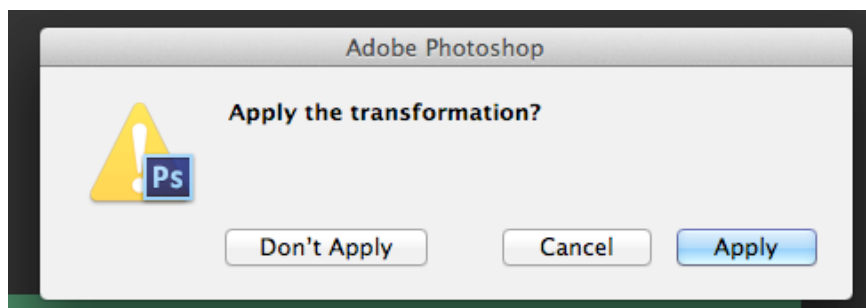 Adobe Photoshop
Apply the transformation?
Ps
Don't Apply Cancel Apply